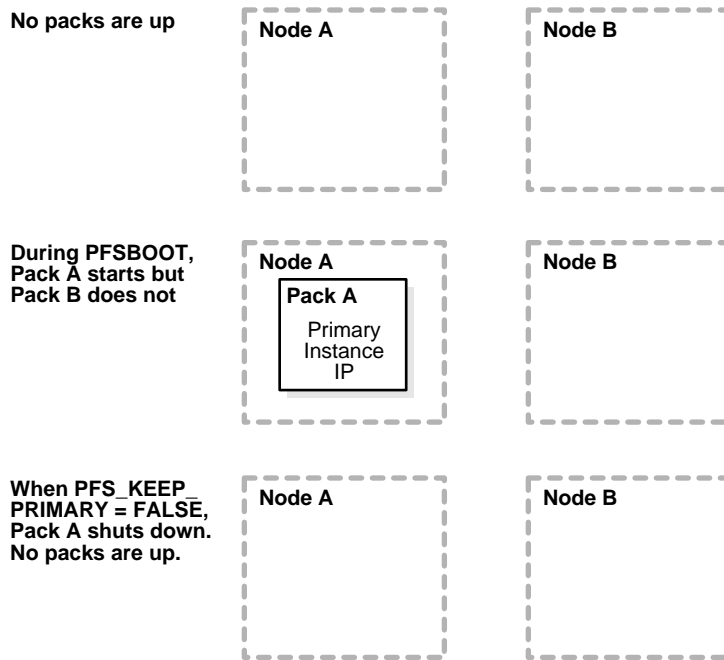 No packs are up
Node A
Node B
During PFSBOOT,
Pack A starts but
Pack B does not
Node A
Pack A
Primary
Instance
IP
Node B
When PFS_KEEP_
PRIMARY = FALSE,
Pack A shuts down.
No packs are up.
Node A
Node B